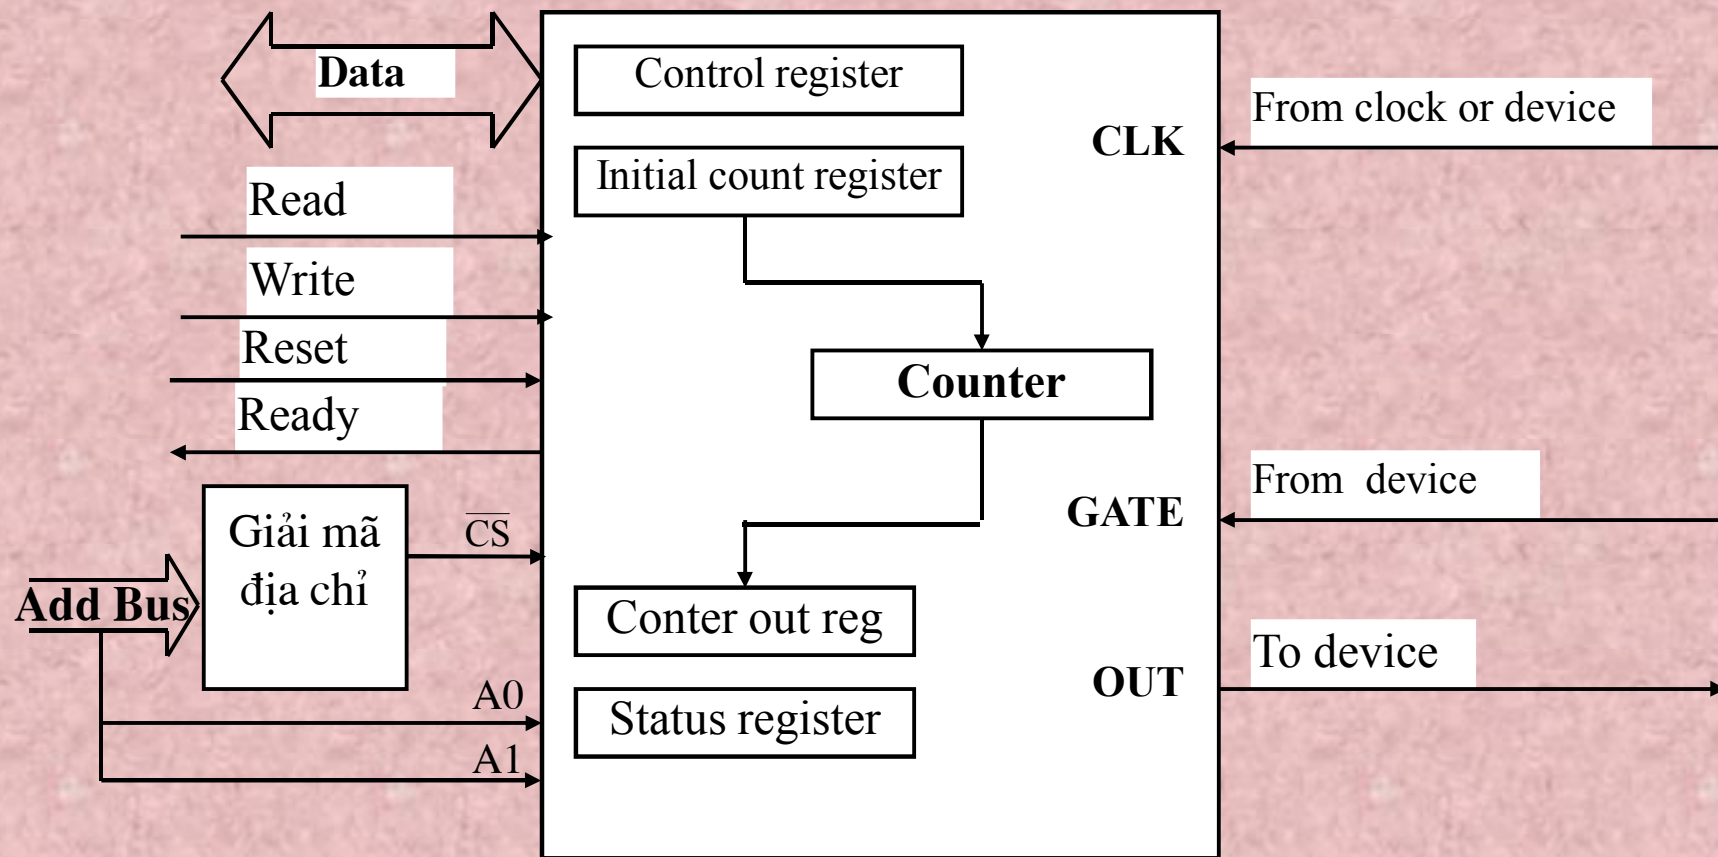 Data
Control register
From clock or device
CLK
Initial count register
Read
Write
Reset
Counter
Ready
From device
GATE
Giải mã
địa chỉ
CS
Add Bus
Conter out reg
To device
OUT
A0
Status register
A1